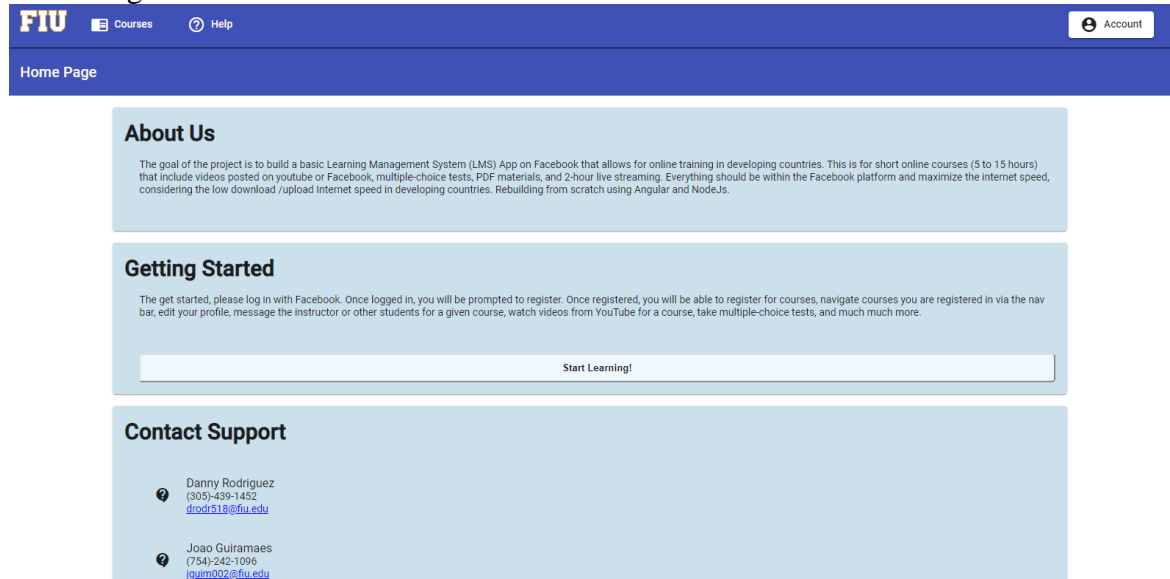 FIU Courses Help Account
Home Page
About Us
The goal of the project is to build a basic Learning Management System (LMS) App on Facebook that allows for online training in developing countries. This is for short online courses (5 to 15 hours)
that include videos posted on youtube or Facebook, multiple-choice tests, PDF materials, and 2-hour live streaming. Everything should be within the Facebook platform and maximize the internet speed,
considering the low download /upload Internet speed in developing countries. Rebuilding from scratch using Angular and NodeJs.
Getting Started
The get started, please log in with Facebook. Once logged in, you will be prompted to register. Once registered, you will be able to register for courses, navigate courses you are registered in via the nav
bar, edit your profile, message the instructor or other students for a given course, watch videos from YouTube for a course, take multiple-choice tests, and much much more.
Start Learning!
Contact Support
Danny Rodriguez
(305)-439-1452
drodr518@fiu.edu
Joao Guiramaes
(754)-242-1096
jguim002@fiu.edu